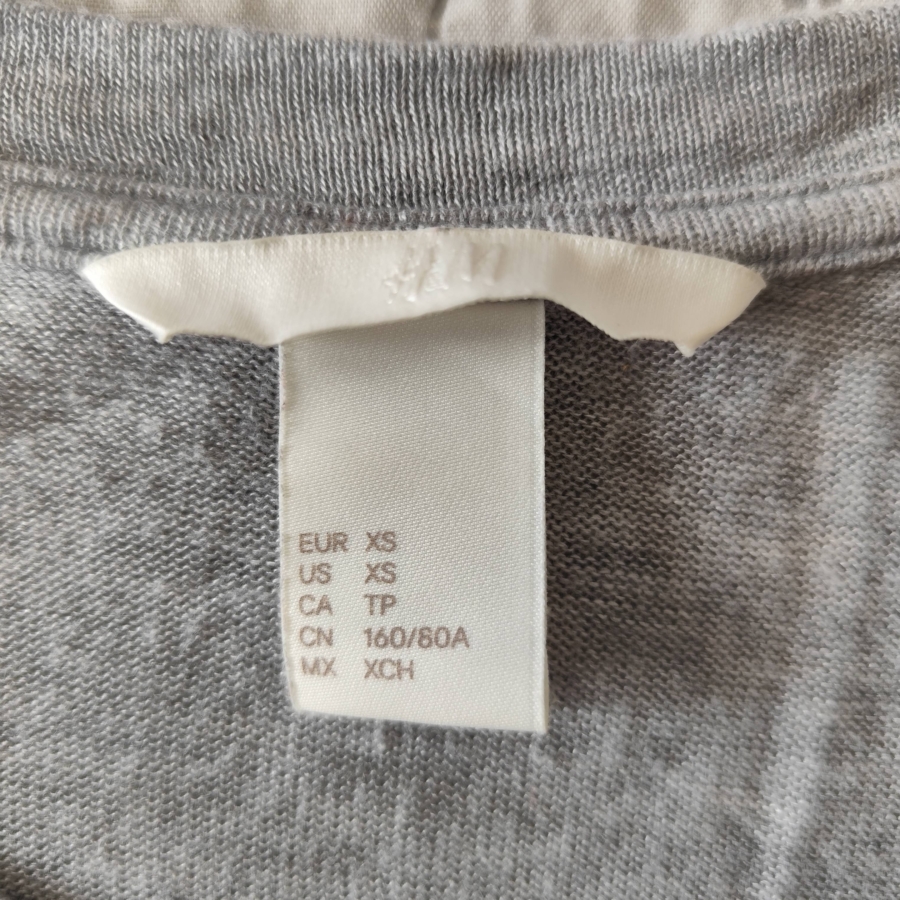 H&M
EUR XS
US XS
CA TP
CN 160/80A
MX XCH